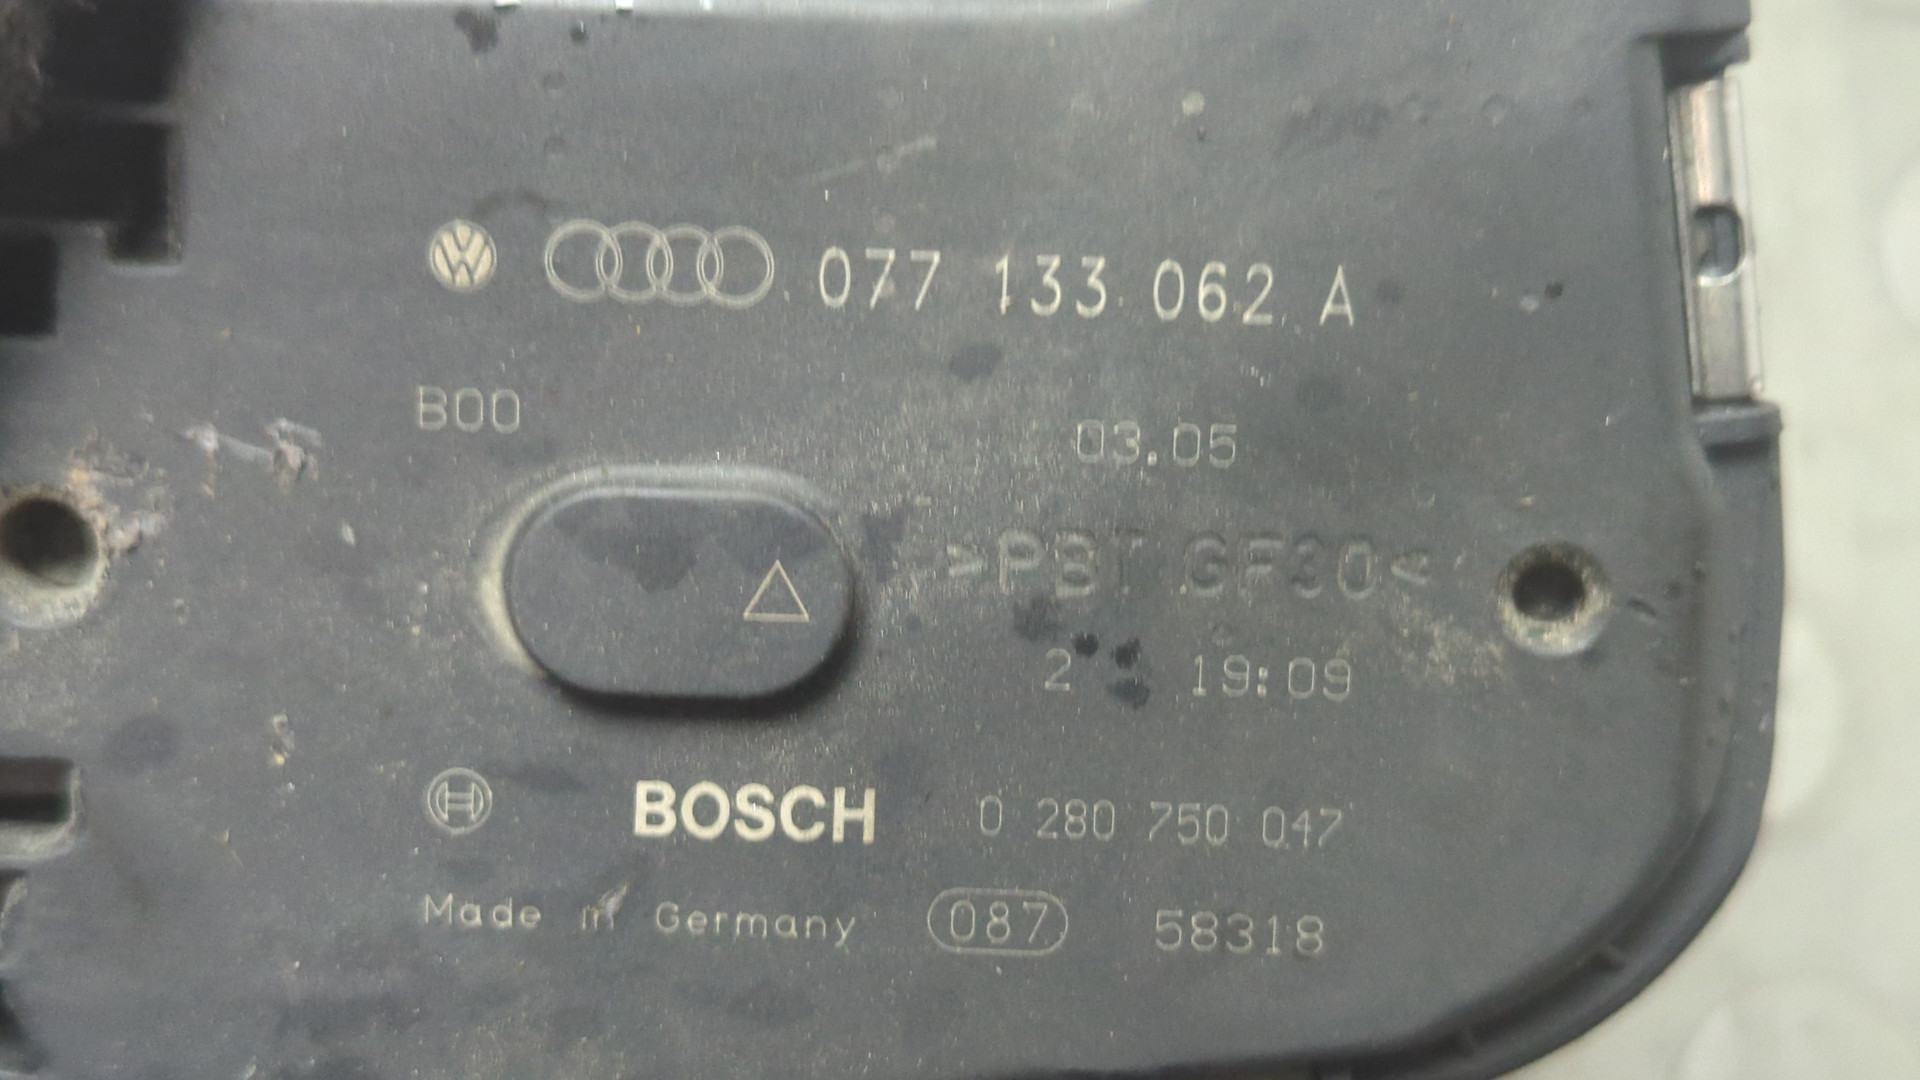 077 133 062 A
B00
03.05
>PBT GF30<
2 19:09
BOSCH 0 280 750 047
Made in Germany 087 58318